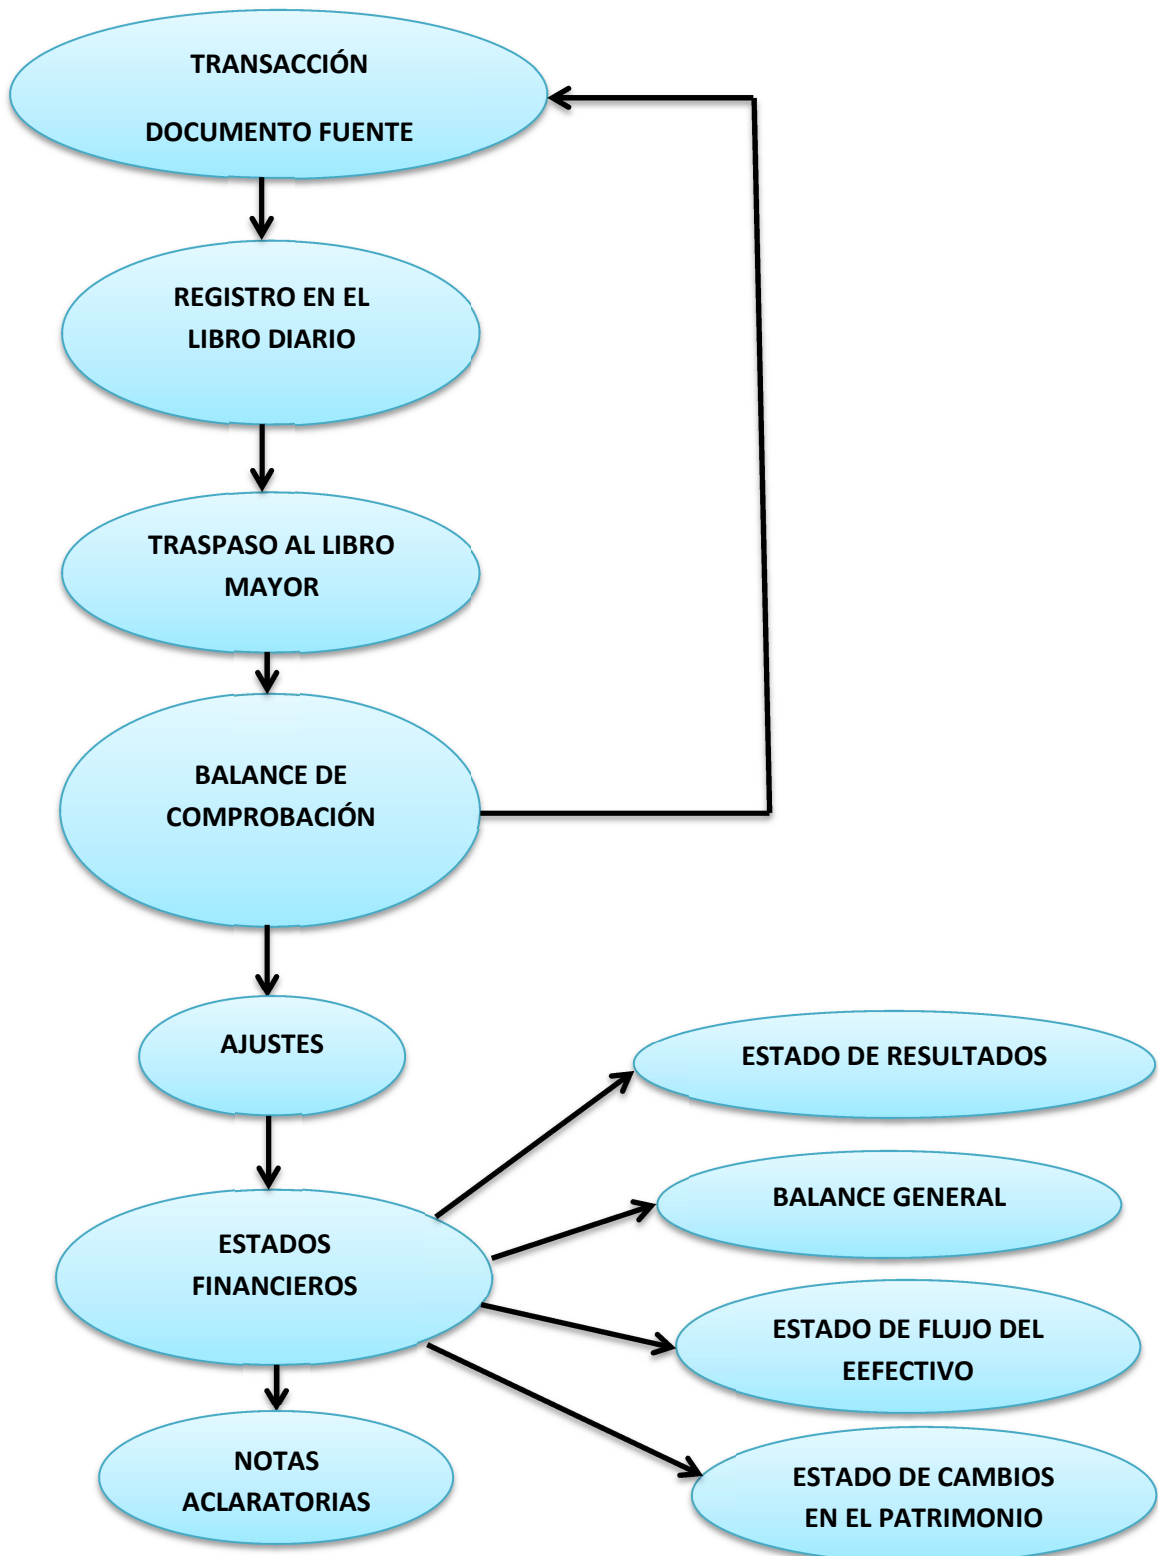 TRANSACCIÓN
DOCUMENTO FUENTE
REGISTRO EN EL
LIBRO DIARIO
TRASPASO AL LIBRO
MAYOR
BALANCE DE
COMPROBACIÓN
AJUSTES
ESTADO DE RESULTADOS
BALANCE GENERAL
ESTADOS
FINANCIEROS
ESTADO DE FLUJO DEL
EEFECTIVO
NOTAS
ACLARATORIAS
ESTADO DE CAMBIOS
EN EL PATRIMONIO